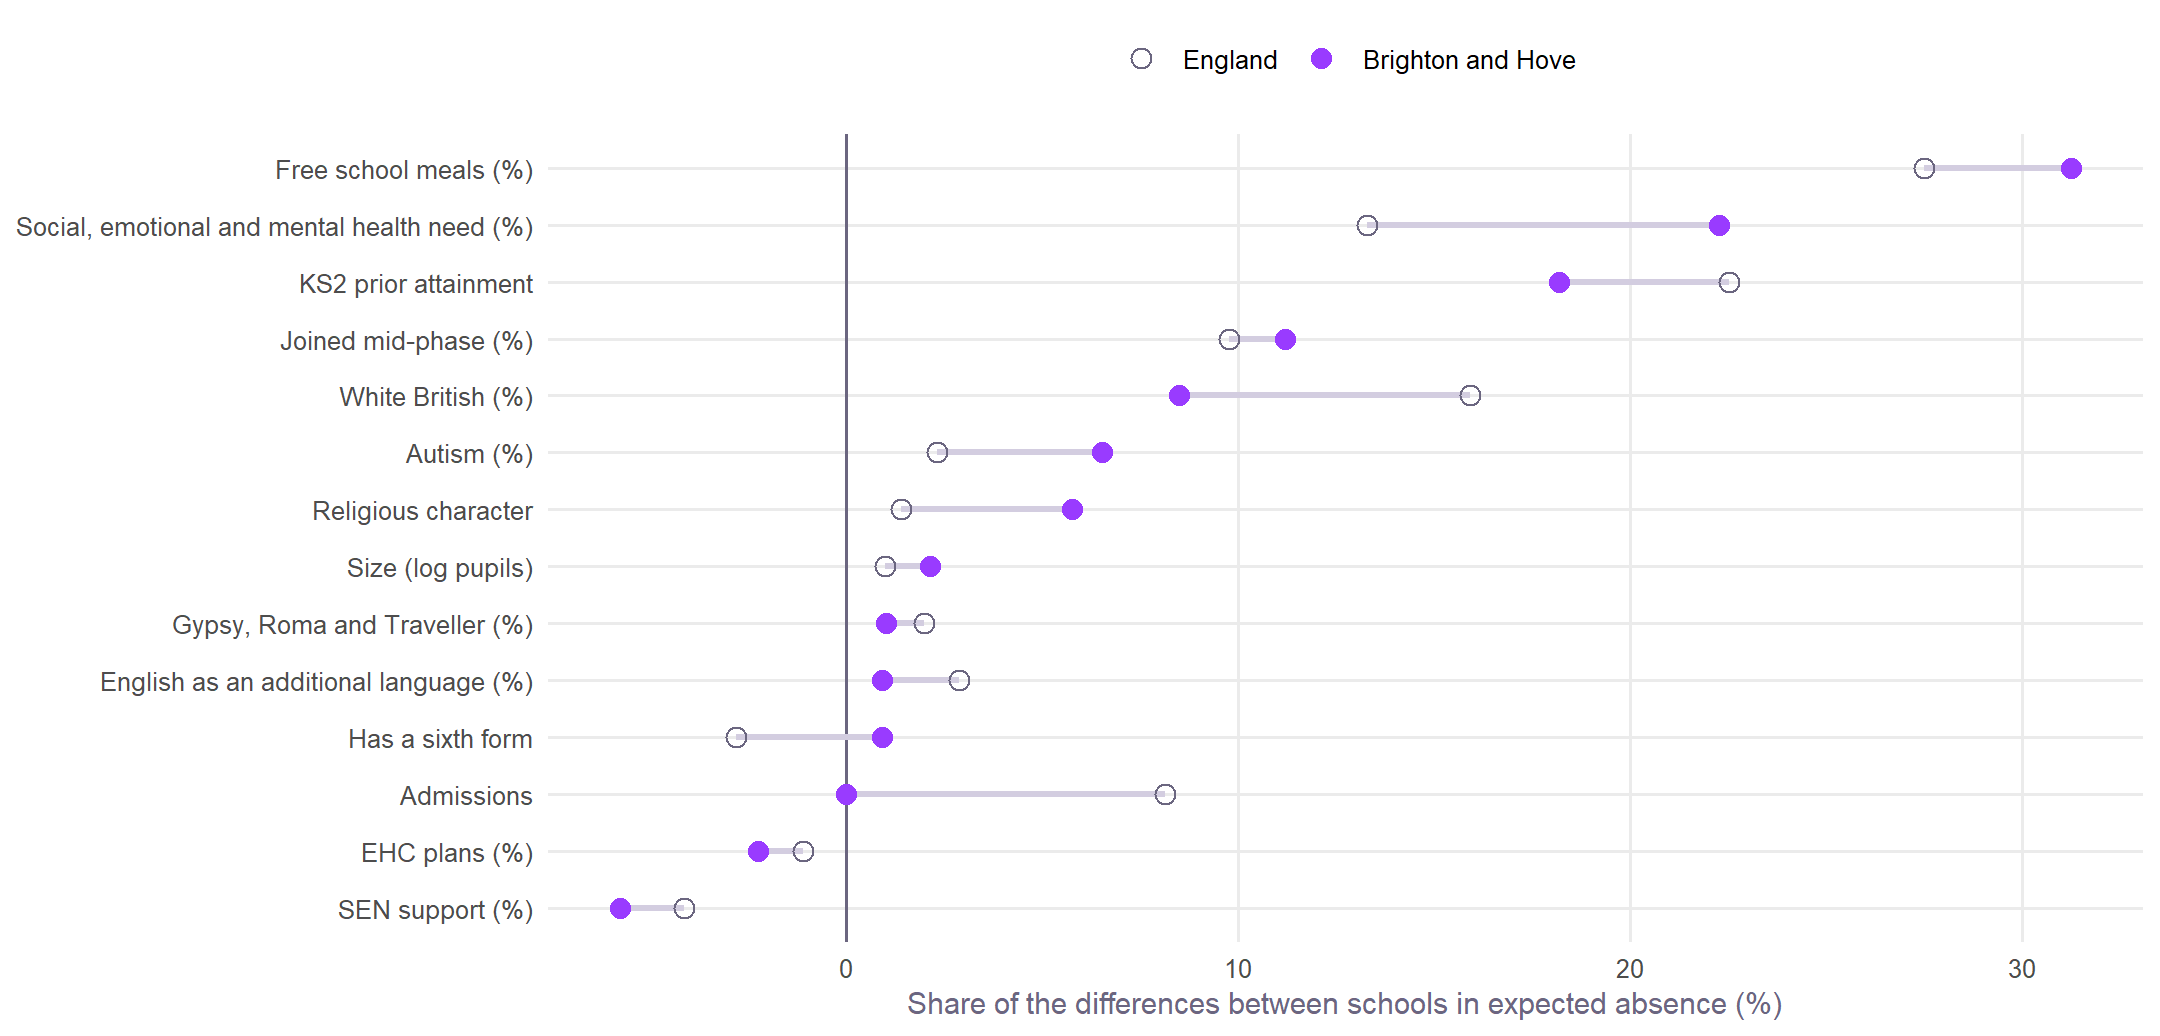 England
Brighton and Hove
Free school meals (%)
Social, emotional and mental health need (%)
KS2 prior attainment
Joined mid-phase (%)
White British (%)
Autism (%)
Religious character
Size (log pupils)
Gypsy, Roma and Traveller (%)
English as an additional language (%)
Has a sixth form
Admissions
EHC plans (%)
SEN support (%)
0 10 20 30
Share of the differences between schools in expected absence (%)